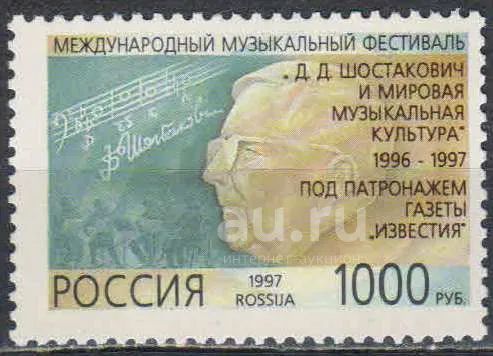 МЕЖДУНАРОДНЫЙ МУЗЫКАЛЬНЫЙ ФЕСТИВАЛЬ
„Д. Д. ШОСТАКОВИЧ
И МИРОВАЯ
МУЗЫКАЛЬНАЯ
КУЛЬТУРА"
1996 - 1997
ПОД ПАТРОНАЖЕМ
ГАЗЕТЫ
„ИЗВЕСТИЯ"
au.ru
интернет-аукцион
РОССИЯ
1997
ROSSIJA
1000 РУБ.